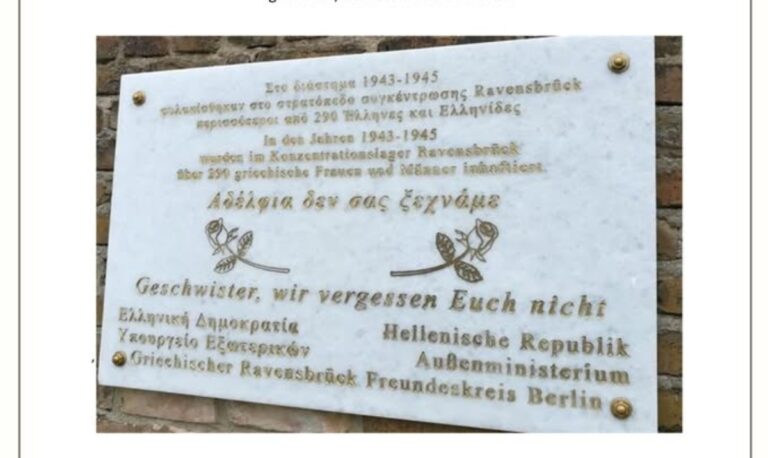 Στο διάστημα 1943-1945
φυλακίσθηκαν στο στρατόπεδο συγκέντρωσης Ravensbrück
περισσότεροι από 290 Έλληνες και Ελληνίδες
In den Jahren 1943-1945
wurden im Konzentrationslager Ravensbrück
über 290 griechische Frauen und Männer inhaftiert.
Αδέλφια δεν σας ξεχνάμε
Geschwister, wir vergessen Euch nicht
Ελληνική Δημοκρατία
Υπουργείο Εξωτερικών
Hellenische Republik
Außenministerium
Griechischer Ravensbrück Freundeskreis Berlin